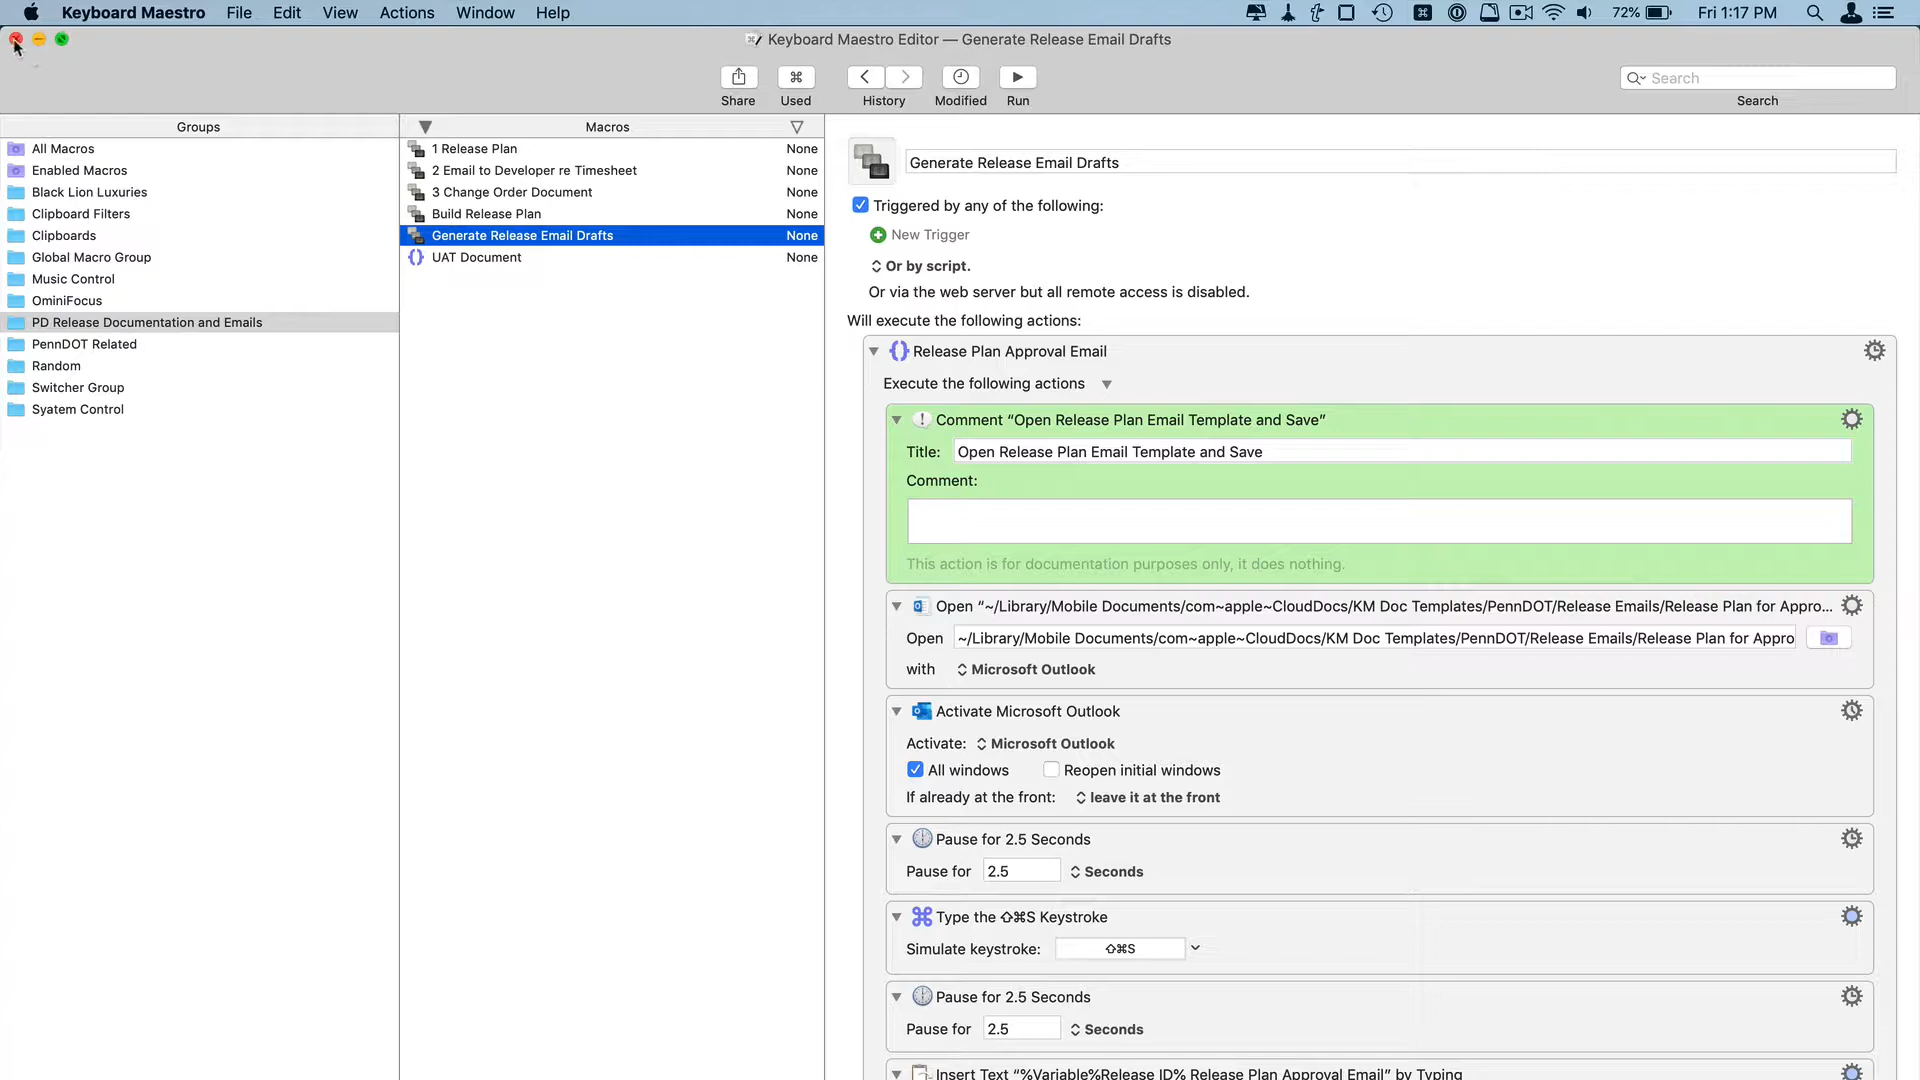 Keyboard Maestro File Edit View Actions Window Help 72% Fri 1:17 PM
Keyboard Maestro Editor — Generate Release Email Drafts
Share Used History Modified Run
Search
Search
Groups
All Macros
Enabled Macros
Black Lion Luxuries
Clipboard Filters
Clipboards
Global Macro Group
Music Control
OminiFocus
PD Release Documentation and Emails
PennDOT Related
Random
Switcher Group
Syatem Control
Macros
1 Release Plan None
2 Email to Developer re Timesheet None
3 Change Order Document None
Build Release Plan None
Generate Release Email Drafts None
UAT Document None
Generate Release Email Drafts
Triggered by any of the following:
New Trigger
Or by script.
Or via the web server but all remote access is disabled.
Will execute the following actions:
Release Plan Approval Email
Execute the following actions
Comment “Open Release Plan Email Template and Save”
Title: Open Release Plan Email Template and Save
Comment:
This action is for documentation purposes only, it does nothing.
Open “~/Library/Mobile Documents/com~apple~CloudDocs/KM Doc Templates/PennDOT/Release Emails/Release Plan for Appro...
Open ~/Library/Mobile Documents/com~apple~CloudDocs/KM Doc Templates/PennDOT/Release Emails/Release Plan for Appro
with Microsoft Outlook
Activate Microsoft Outlook
Activate: Microsoft Outlook
All windows Reopen initial windows
If already at the front: leave it at the front
Pause for 2.5 Seconds
Pause for 2.5 Seconds
Type the ⇧⌘S Keystroke
Simulate keystroke: ⇧⌘S
Pause for 2.5 Seconds
Pause for 2.5 Seconds
Insert Text “%Variable%Release ID% Release Plan Approval Email” by Typing